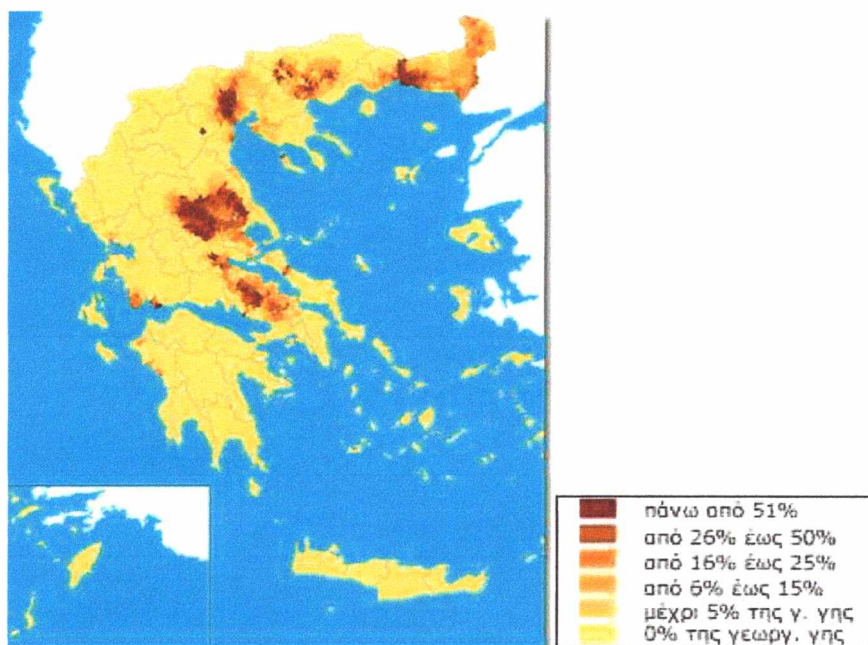 πάνω από 51%
από 26% έως 50%
από 16% έως 25%
από 6% έως 15%
μέχρι 5% της γ. γης
0% της γεωργ. γης